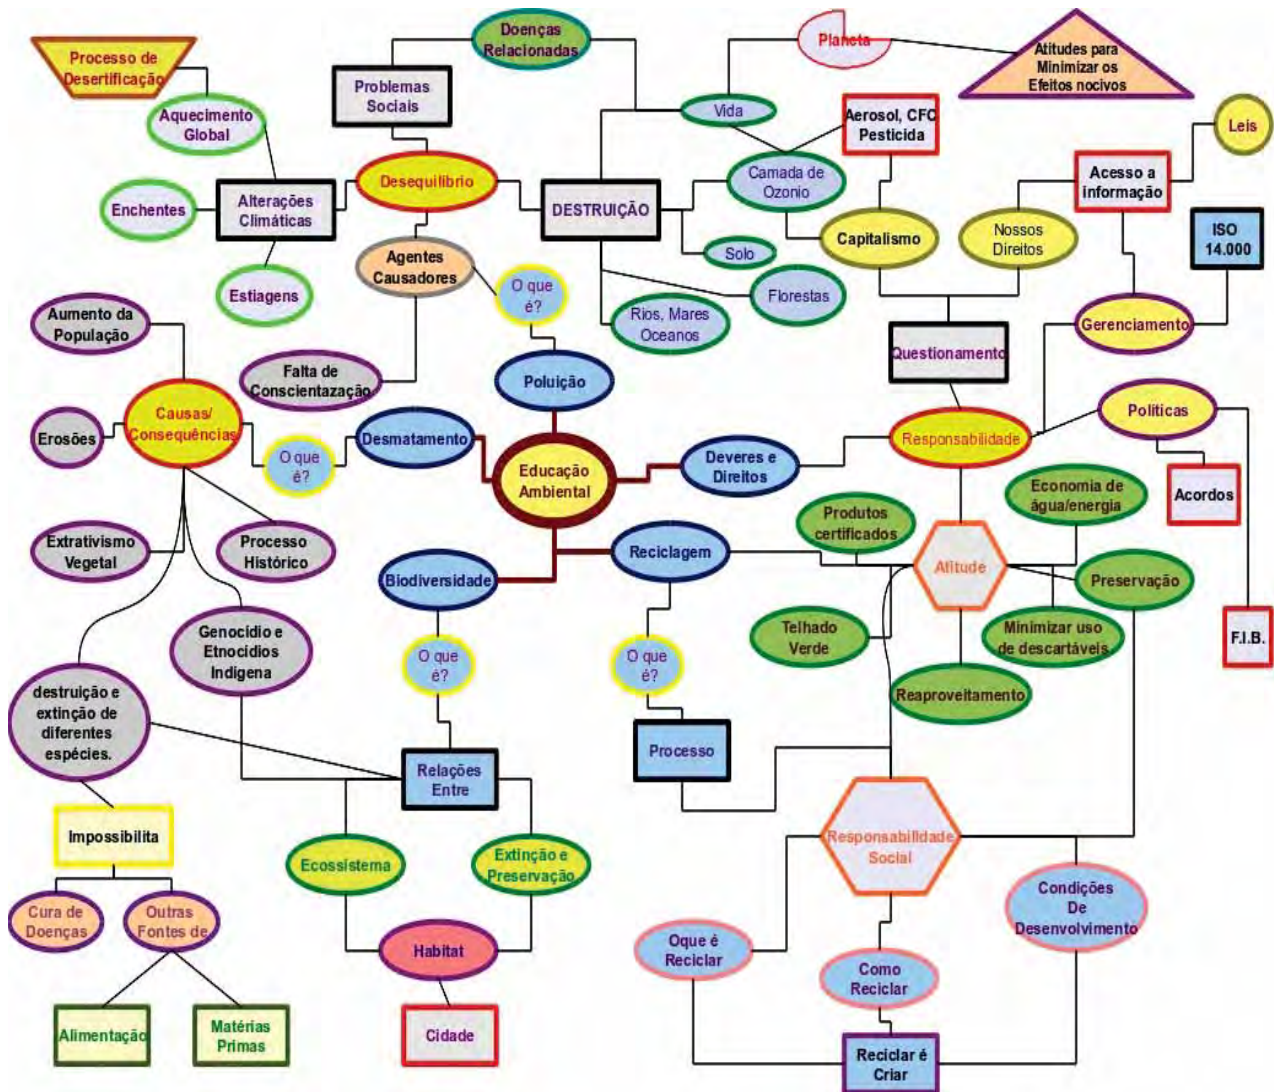 Processo de
Desertificação
Doenças
Relacionadas
Planeta
Atitudes para
Minimizar os
Efeitos nocivos
Problemas
Sociais
Aquecimento
Global
Vida
Aerosol, CFC
Pesticida
Leis
Desequilíbrio
Camada de
Ozonio
Acesso a
informação
Enchentes
Alterações
Climáticas
DESTRUIÇÃO
Capitalismo
Nossos
Direitos
ISO
14.000
Agentes
Causadores
Solo
Estiagens
O que
é?
Florestas
Aumento da
População
Rios, Mares
Oceanos
Gerenciamento
Questionamento
Falta de
Conscientazação
Poluição
Causas/
Consequências
Políticas
Erosões
Desmatamento
Responsabilidade
O que
é?
Educação
Ambiental
Deveres e
Direitos
Economia de
água/energia
Acordos
Produtos
certificados
Extrativismo
Vegetal
Processo
Histórico
Reciclagem
Atitude
Biodiversidade
Preservação
Genocídio e
Etnocídios
Indígena
Telhado
Verde
Minimizar uso
de descartáveis
F.I.B.
O que
é?
O que
é?
Reaproveitamento
destruição e
extinção de
diferentes
espécies.
Processo
Relações
Entre
Impossibilita
Responsabilidade
Social
Ecossistema
Extinção e
Preservação
Condições
De
Desenvolvimento
Cura de
Doenças
Outras
Fontes de
Oque é
Reciclar
Habitat
Como
Reciclar
Alimentação
Matérias
Primas
Cidade
Reciclar é
Criar